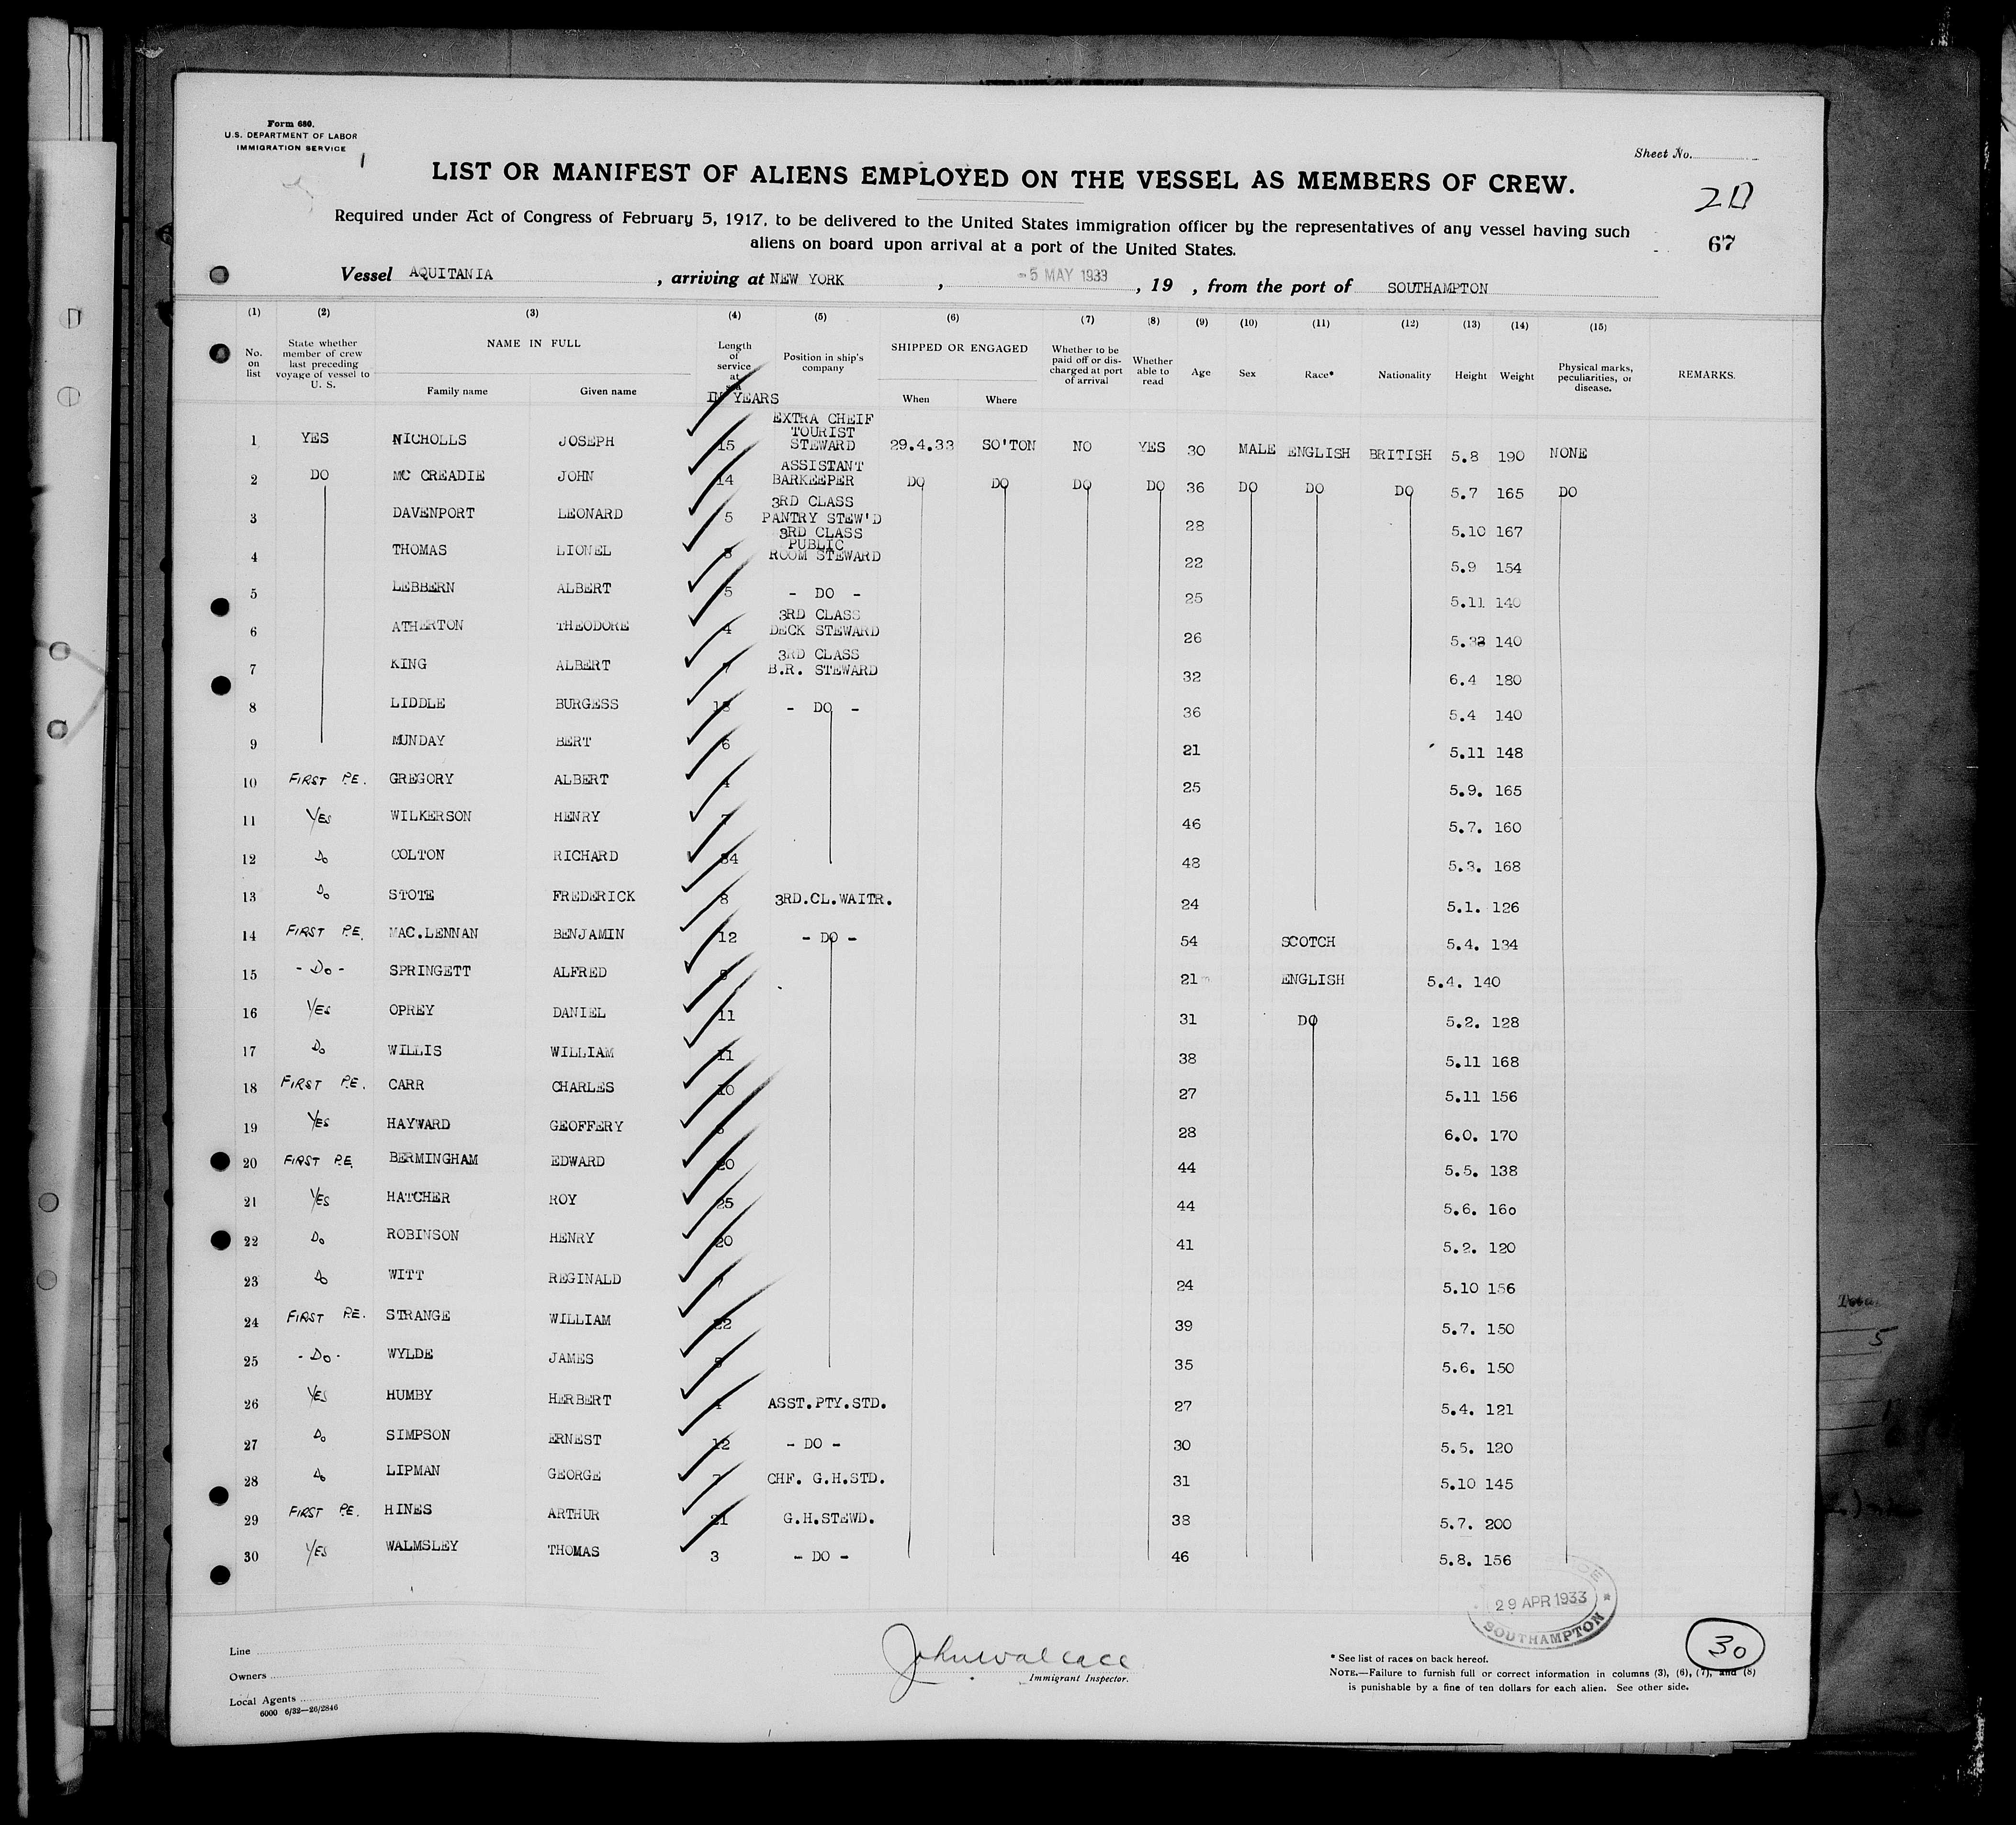 Form 680.
U.S. DEPARTMENT OF LABOR
IMMIGRATION SERVICE
Sheet No.
LIST OR MANIFEST OF ALIENS EMPLOYED ON THE VESSEL AS MEMBERS OF CREW.
20
Required under Act of Congress of February 5, 1917, to be delivered to the United States immigration officer by the representatives of any vessel having such
aliens on board upon arrival at a port of the United States.
67
Vessel AQUITANIA, arriving at NEW YORK, -5 MAY 1933, 19 , from the port of SOUTHAMPTON
(1) (2) (3) (4) (5) (6) (7) (8) (9) (10) (11) (12) (13) (14) (15)
No. on list State whether member of crew last preceding voyage of vessel to U. S. NAME IN FULL Family name Given name Length of service at IN YEARS Position in ship's company SHIPPED OR ENGAGED When Where Whether to be paid off or discharged at port of arrival Whether able to read Age Sex Race* Nationality Height Weight Physical marks, peculiarities, or disease. REMARKS.
1 YES NICHOLLS JOSEPH 15 EXTRA CHEIF TOURIST STEWARD 29.4.33 SO'TON NO YES 30 MALE ENGLISH BRITISH 5.8 190 NONE
2 DO MC CREADIE JOHN 14 ASSISTANT BARKEEPER DO DO DO DO 36 DO DO DO 5.7 165 DO
3 DAVENPORT LEONARD 5 3RD CLASS PANTRY STEW'D 28 5.10 167
4 THOMAS LIONEL 3RD CLASS PUBLIC ROOM STEWARD 22 5.9 154
5 LEBBERN ALBERT 5 - DO - 25 5.11 140
6 ATHERTON THEODORE 4 3RD CLASS DECK STEWARD 26 140
7 KING ALBERT 7 3RD CLASS B.R. STEWARD 32 6.4 180
8 LIDDLE BURGESS - DO - 36 5.4 140
9 MUNDAY BERT 6 21 5.11 148
10 FIRST P.E. GREGORY ALBERT 4 25 5.9. 165
11 YES WILKERSON HENRY 7 46 5.7. 160
12 Do COLTON RICHARD 34 48 5.3. 168
13 Do STOTE FREDERICK 8 3RD.CL.WAITR. 24 5.1. 126
14 FIRST P.E. MAC.LENNAN BENJAMIN 12 - DO - 54 SCOTCH 5.4. 134
15 - Do - SPRINGETT ALFRED 21 ENGLISH 5.4. 140
16 YES OPREY DANIEL 11 31 DO 5.2. 128
17 Do WILLIS WILLIAM 11 38 5.11 168
18 FIRST P.E. CARR CHARLES 10 27 5.11 156
19 YES HAYWARD GEOFFERY 28 6.0. 170
20 FIRST P.E. BERMINGHAM EDWARD 20 44 5.5. 138
21 YES HATCHER ROY 25 44 5.6. 160
22 Do ROBINSON HENRY 20 41 5.2. 120
23 Do WITT REGINALD 7 24 5.10 156
24 FIRST P.E. STRANGE WILLIAM 22 39 5.7. 150
25 - Do - WYLDE JAMES 35 5.6. 150
26 YES HUMBY HERBERT ASST.PTY.STD. 27 5.4. 121
27 Do SIMPSON ERNEST 12 - DO - 30 5.5. 120
28 Do LIPMAN GEORGE 7 CHF. G.H.STD. 31 5.10 145
29 FIRST P.E. HINES ARTHUR 21 G.H.STEWD. 38 5.7. 200
30 YES WALMSLEY THOMAS 3 - DO - 46 5.8. 156
29 APR 1933
SOUTHAMPTON
30
Line
Owners
Local Agents
6000 6/32—26/2846
John Wallace
Immigrant Inspector.
* See list of races on back hereof.
NOTE.—Failure to furnish full or correct information in columns (3), (6), (7), and (8)
is punishable by a fine of ten dollars for each alien. See other side.